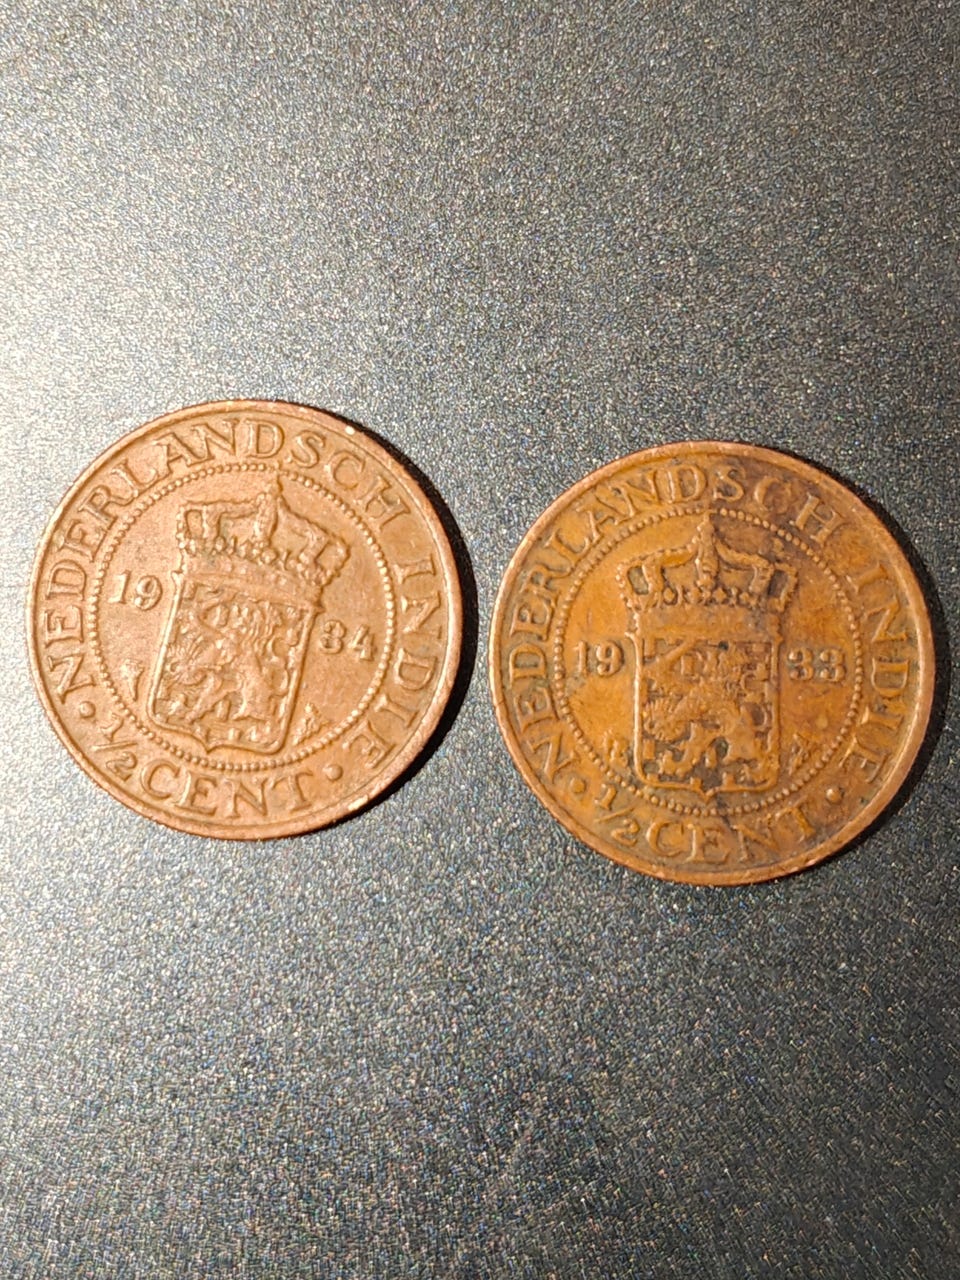 NEDERLANDSCH INDIE
19 34
• ½ CENT •
NEDERLANDSCH INDIE
19 33
• ½ CENT •